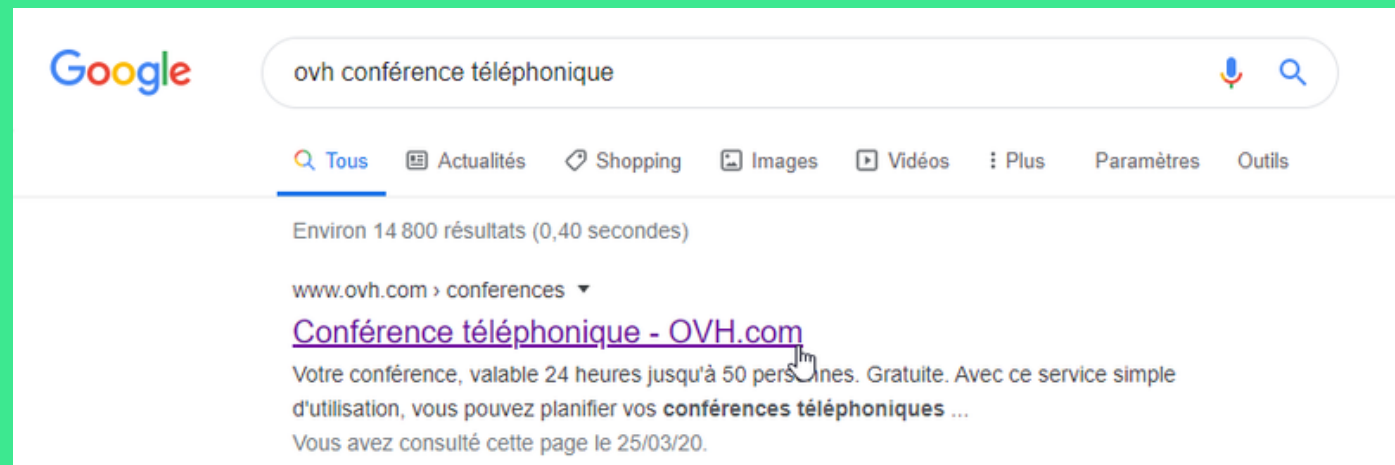 Google
ovh conférence téléphonique
Tous Actualités Shopping Images Vidéos Plus Paramètres Outils
Environ 14 800 résultats (0,40 secondes)
www.ovh.com › conferences
Conférence téléphonique - OVH.com
Votre conférence, valable 24 heures jusqu'à 50 personnes. Gratuite. Avec ce service simple
d'utilisation, vous pouvez planifier vos conférences téléphoniques ...
Vous avez consulté cette page le 25/03/20.